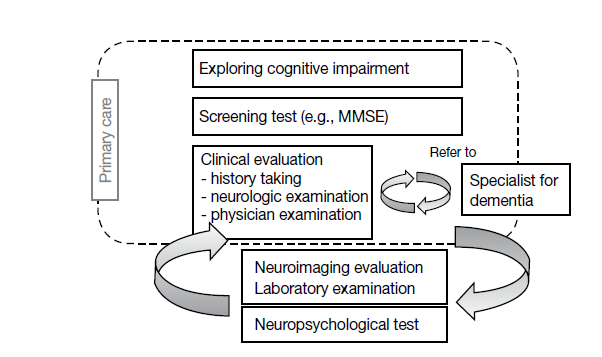 Primary care
Exploring cognitive impairment
Screening test (e.g., MMSE)
Clinical evaluation
- history taking
- neurologic examination
- physician examination
Refer to
Specialist for
dementia
Neuroimaging evaluation
Laboratory examination
Neuropsychological test